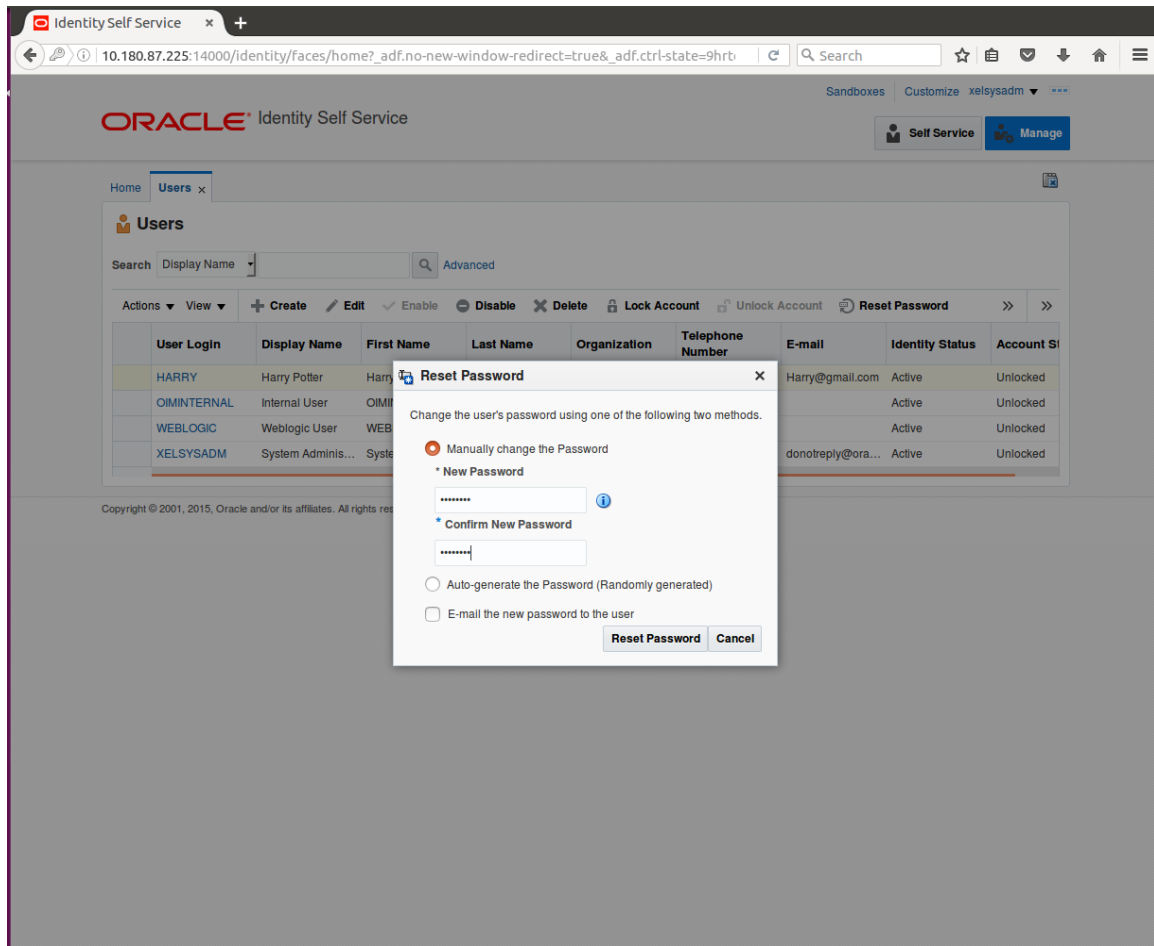 Identity Self Service × +
10.180.87.225:14000/identity/faces/home?_adf.no-new-window-redirect=true&_adf.ctrl-state=9hrt Search
Sandboxes Customize xelsysadm
ORACLE Identity Self Service
Self Service Manage
Home Users x
Users
Search Display Name Advanced
Actions View Create Edit Enable Disable Delete Lock Account Unlock Account Reset Password » »
User Login Display Name First Name Last Name Organization Telephone Number E-mail Identity Status Account St
HARRY Harry Potter Harry Harry@gmail.com Active Unlocked
OIMINTERNAL Internal User OIMI Active Unlocked
WEBLOGIC Weblogic User WEB Active Unlocked
XELSYSADM System Adminis... Syste donotreply@ora... Active Unlocked
Copyright © 2001, 2015, Oracle and/or its affiliates. All rights res
Reset Password ×
Change the user's password using one of the following two methods.
Manually change the Password
* New Password
••••••••
* Confirm New Password
••••••••
Auto-generate the Password (Randomly generated)
E-mail the new password to the user
Reset Password Cancel